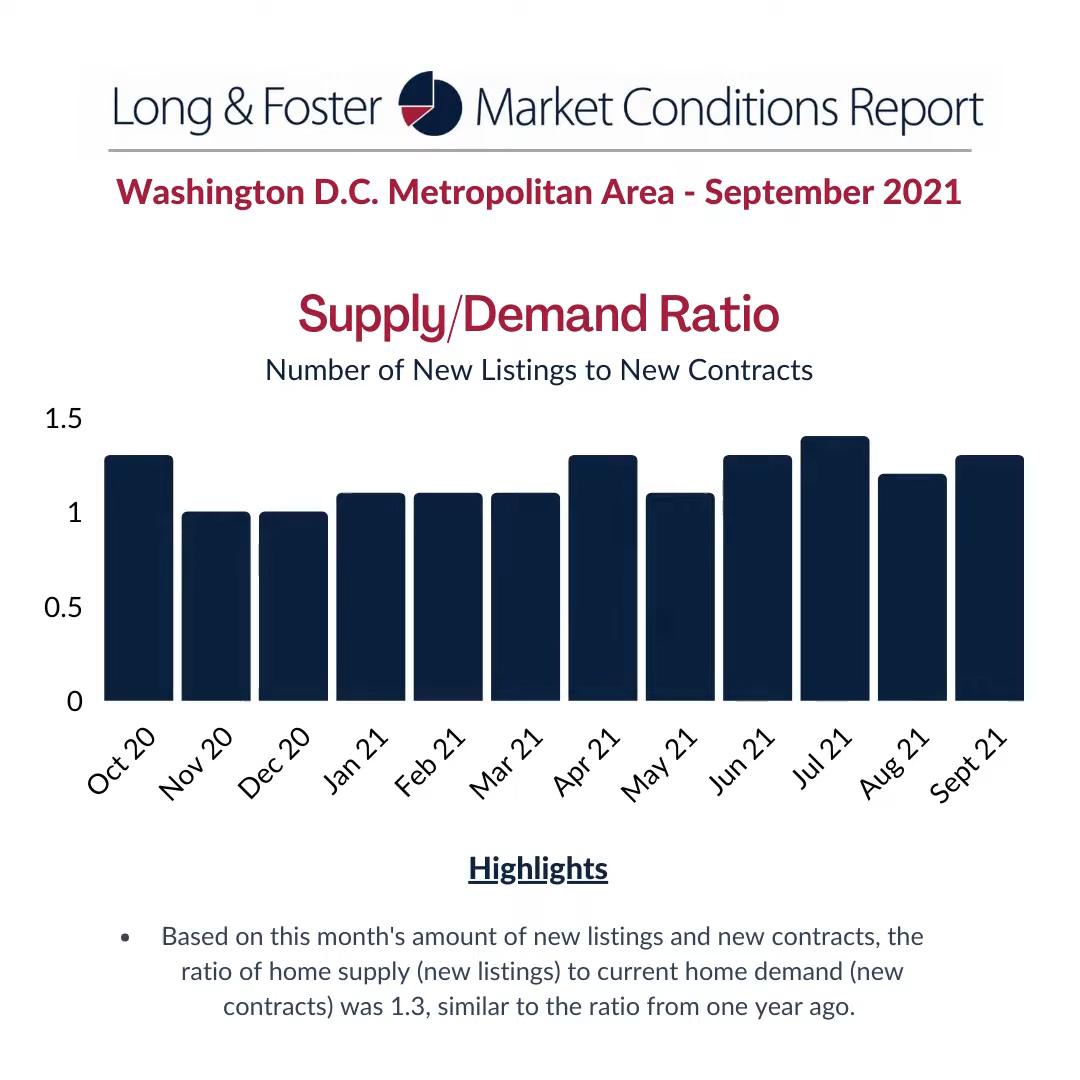 Long & Foster Market Conditions Report
Washington D.C. Metropolitan Area - September 2021
Supply/Demand Ratio
Number of New Listings to New Contracts
1.5
1
0.5
0
Oct 20
Nov 20
Dec 20
Jan 21
Feb 21
Mar 21
Apr 21
May 21
Jun 21
Jul 21
Aug 21
Sept 21
Highlights
• Based on this month's amount of new listings and new contracts, the
ratio of home supply (new listings) to current home demand (new
contracts) was 1.3, similar to the ratio from one year ago.